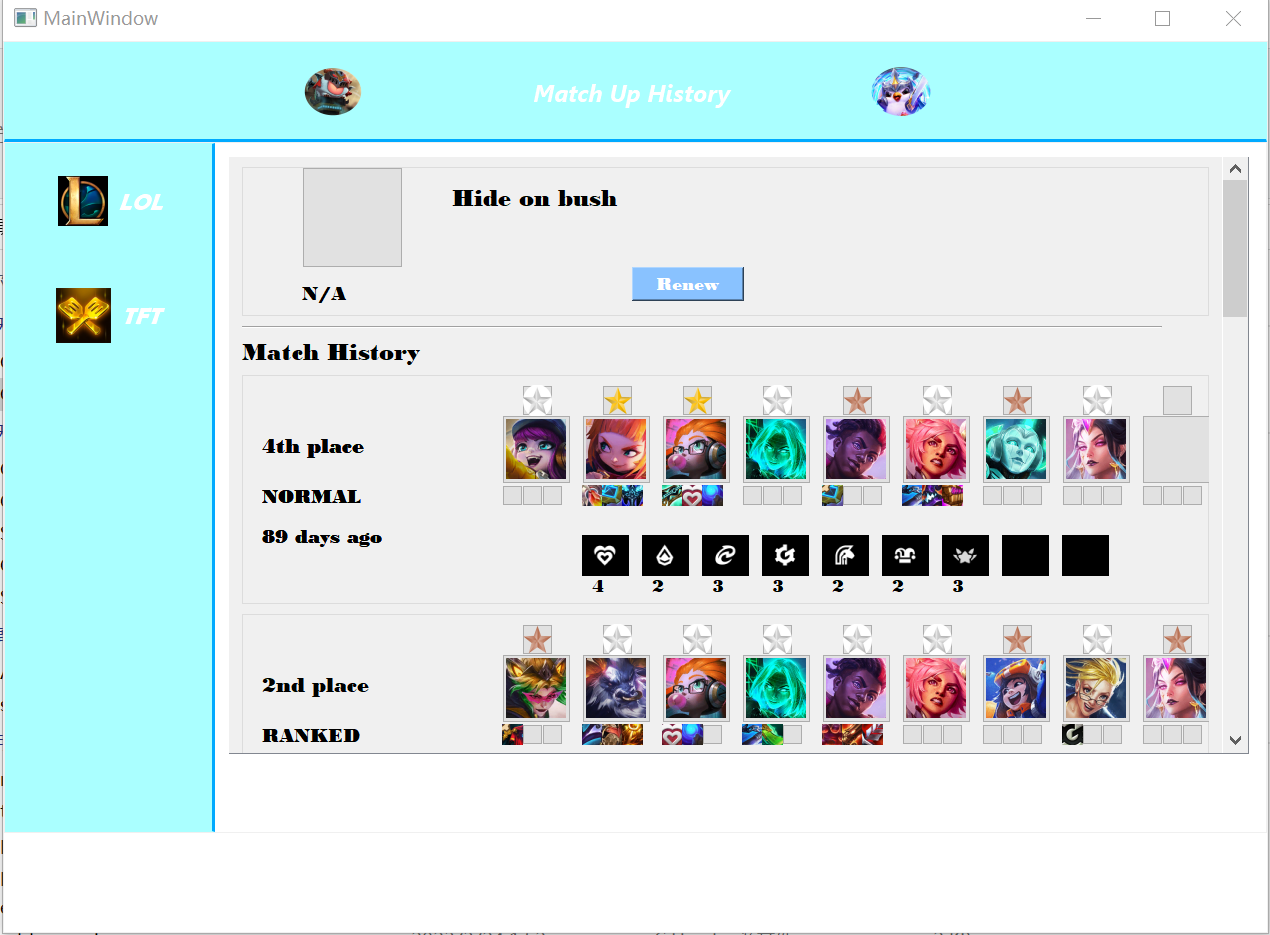 MainWindow
Match Up History
LOL
TFT
Hide on bush
N/A
Renew
Match History
4th place
NORMAL
89 days ago
4 2 3 3 2 2 3
2nd place
RANKED